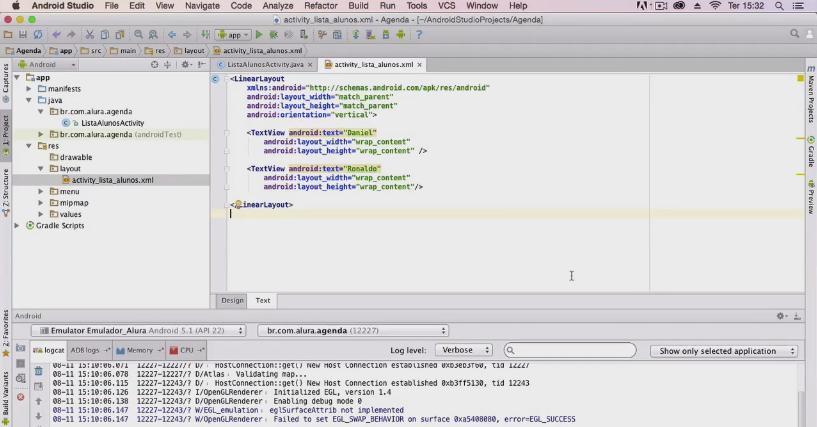 Android Studio File Edit View Navigate Code Analyze Refactor Build Run Tools VCS Window Ter 15:32
activity_lista_alunos.xml - Agenda - [~/AndroidStudioProjects/Agenda]
app
Agenda app src main res layout activity_lista_alunos.xml
Android
ListaAlunosActivity.java activity_lista_alunos.xml
Captures
1: Project
Z: Structure
2: Favorites
Build Variants
app
manifests
java
br.com.alura.agenda
ListaAlunosActivity
br.com.alura.agenda (androidTest)
res
drawable
layout
activity_lista_alunos.xml
menu
mipmap
values
Gradle Scripts
<LinearLayout
xmlns:android="http://schemas.android.com/apk/res/android"
android:layout_width="match_parent"
android:layout_height="match_parent"
android:orientation="vertical">
<TextView android:text="Daniel"
android:layout_width="wrap_content"
android:layout_height="wrap_content" />
<TextView android:text="Ronaldo"
android:layout_width="wrap_content"
android:layout_height="wrap_content"/>
</LinearLayout>
Maven Projects
Gradle
Preview
Design Text
Android
Emulator Emulador_Alura Android 5.1 (API 22) br.com.alura.agenda (12227)
logcat ADB logs Memory CPU Log level: Verbose Show only selected application
08-11 15:10:06.071 12227-12227/? D/﹕ HostConnection::get() New Host Connection established 0xb3e03f60, tid 12227
08-11 15:10:06.078 12227-12227/? D/Atlas﹕ Validating map...
08-11 15:10:06.115 12227-12243/? D/﹕ HostConnection::get() New Host Connection established 0xb3ff5130, tid 12243
08-11 15:10:06.126 12227-12243/? I/OpenGLRenderer﹕ Initialized EGL, version 1.4
08-11 15:10:06.138 12227-12243/? D/OpenGLRenderer﹕ Enabling debug mode 0
08-11 15:10:06.147 12227-12243/? W/EGL_emulation﹕ eglSurfaceAttrib not implemented
08-11 15:10:06.147 12227-12243/? W/OpenGLRenderer﹕ Failed to set EGL_SWAP_BEHAVIOR on surface 0xa5408080, error=EGL_SUCCESS